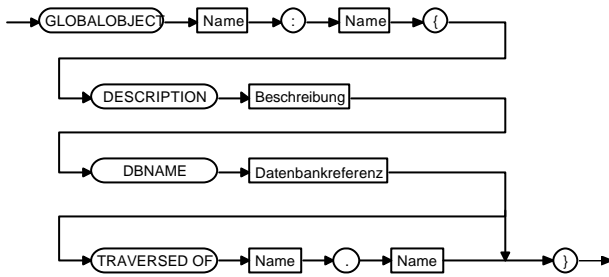 GLOBALOBJECT Name : Name {
DESCRIPTION Beschreibung
DBNAME Datenbankreferenz
TRAVERSED OF Name . Name }